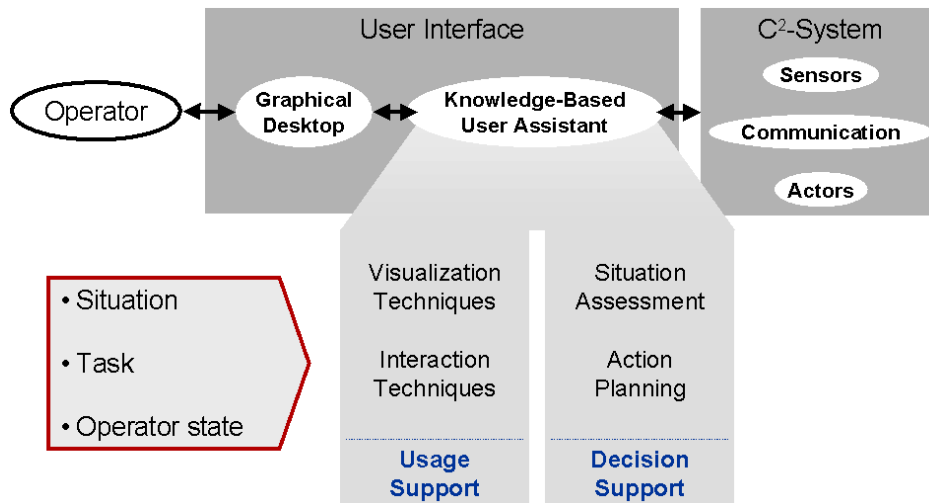 User Interface
C²-System
Operator
Graphical
Desktop
Knowledge-Based
User Assistant
Sensors
Communication
Actors
• Situation
• Task
• Operator state
Visualization
Techniques
Interaction
Techniques
Usage
Support
Situation
Assessment
Action
Planning
Decision
Support